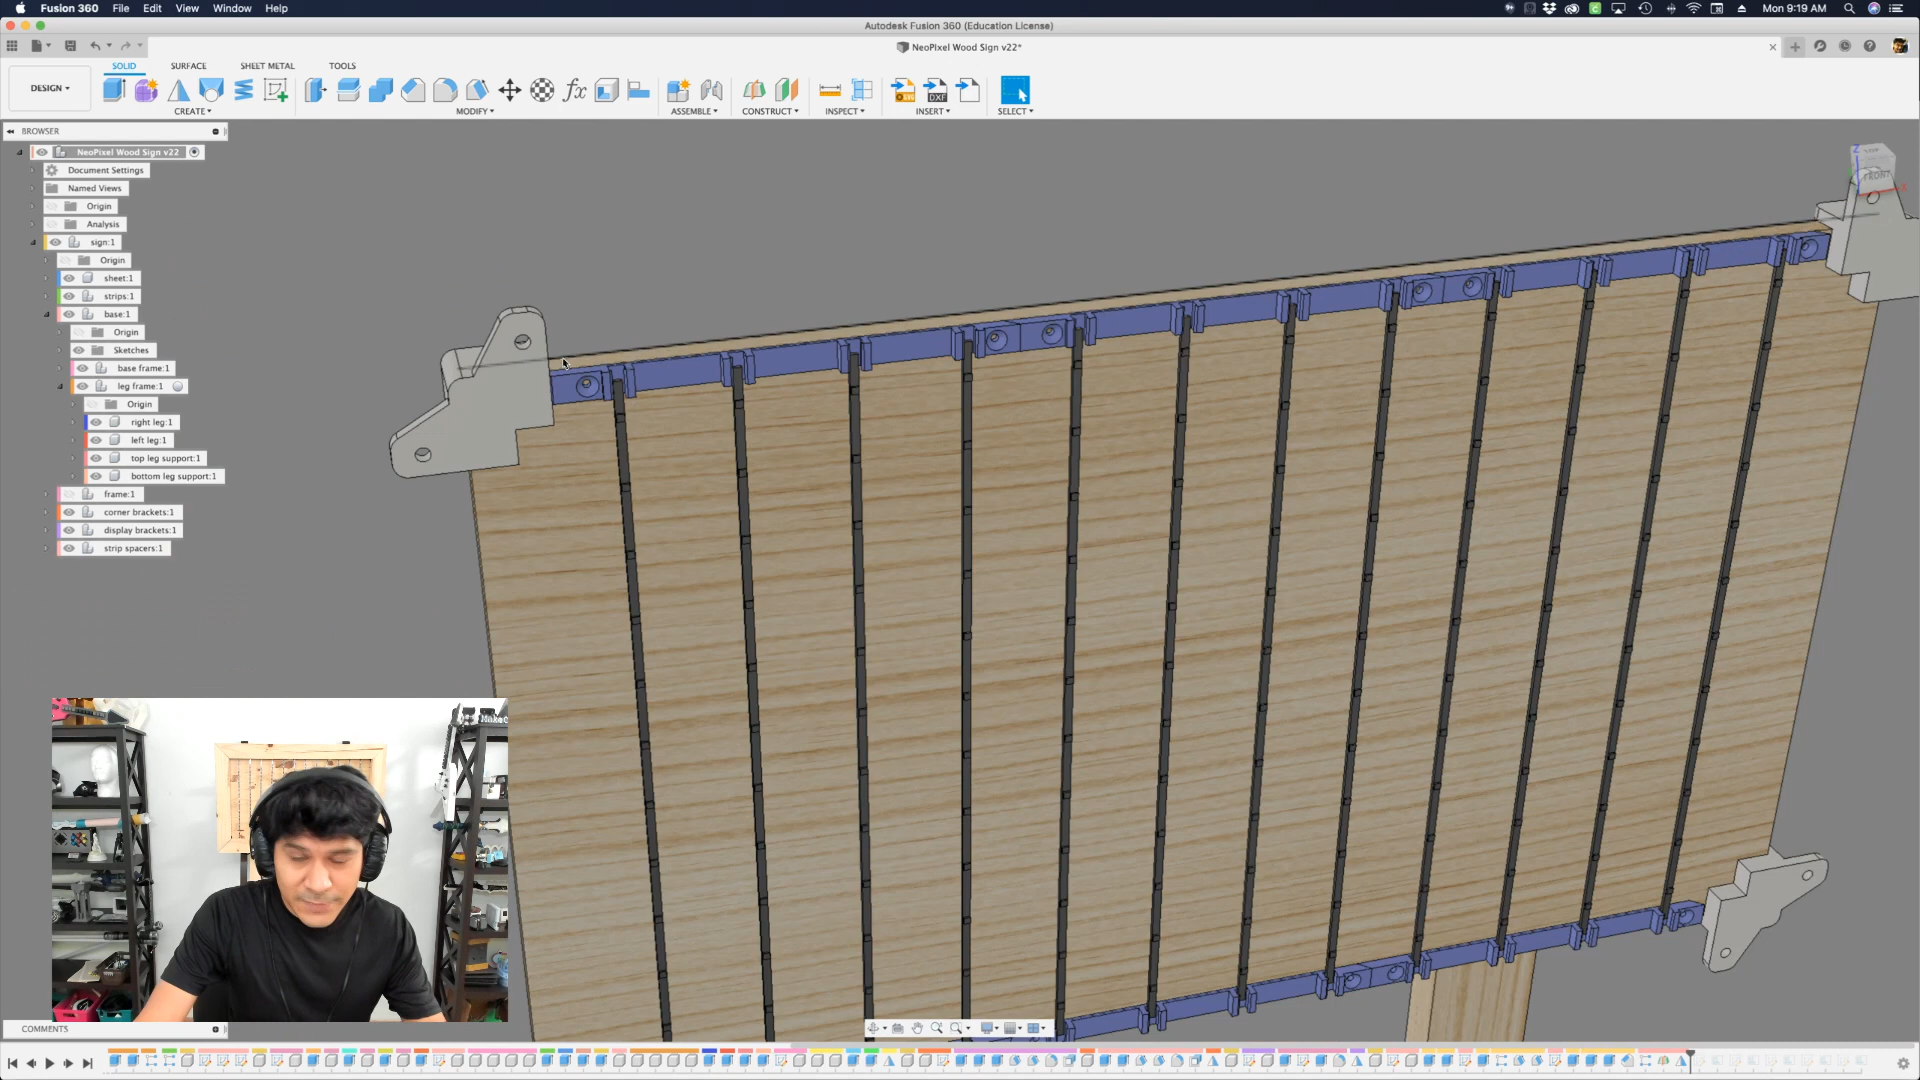 Fusion 360 File Edit View Window Help
Mon 9:19 AM
Autodesk Fusion 360 (Education License)
NeoPixel Wood Sign v22*
SOLID SURFACE SHEET METAL TOOLS
DESIGN
CREATE MODIFY ASSEMBLE CONSTRUCT INSPECT INSERT SELECT
DXF
BROWSER
NeoPixel Wood Sign v22
Document Settings
Named Views
Origin
Analysis
sign:1
Origin
sheet:1
strips:1
base:1
Origin
Sketches
base frame:1
leg frame:1
Origin
right leg:1
left leg:1
top leg support:1
bottom leg support:1
frame:1
corner brackets:1
display brackets:1
strip spacers:1
Z
TOP
FRONT
COMMENTS